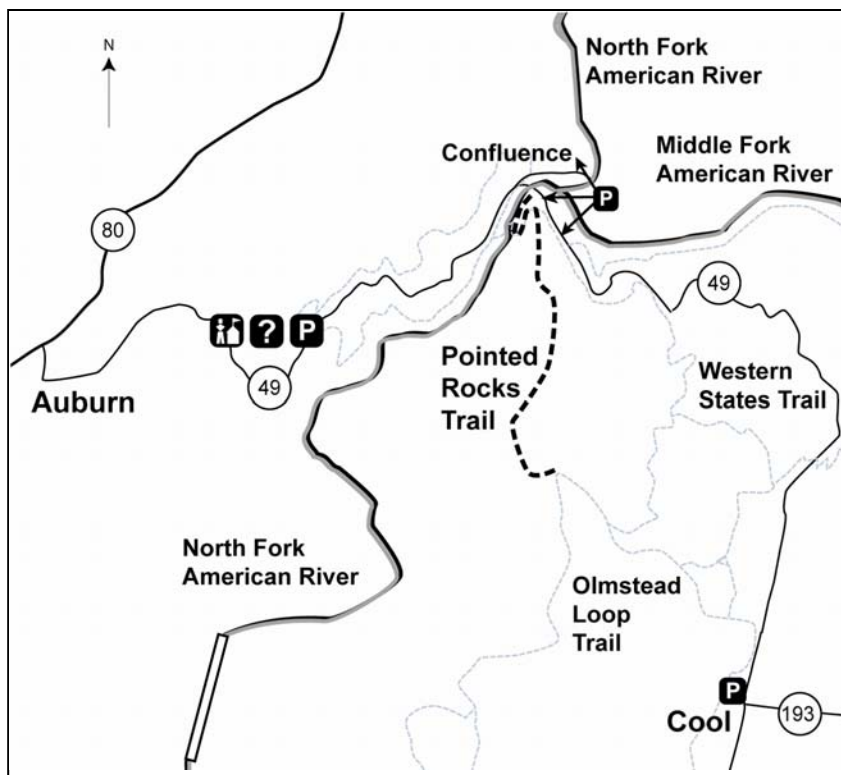 N
North Fork
American River
Confluence
Middle Fork
American River
P
80
49
? P
49
Auburn
Pointed
Rocks
Trail
Western
States Trail
North Fork
American River
Olmstead
Loop
Trail
P
Cool
193